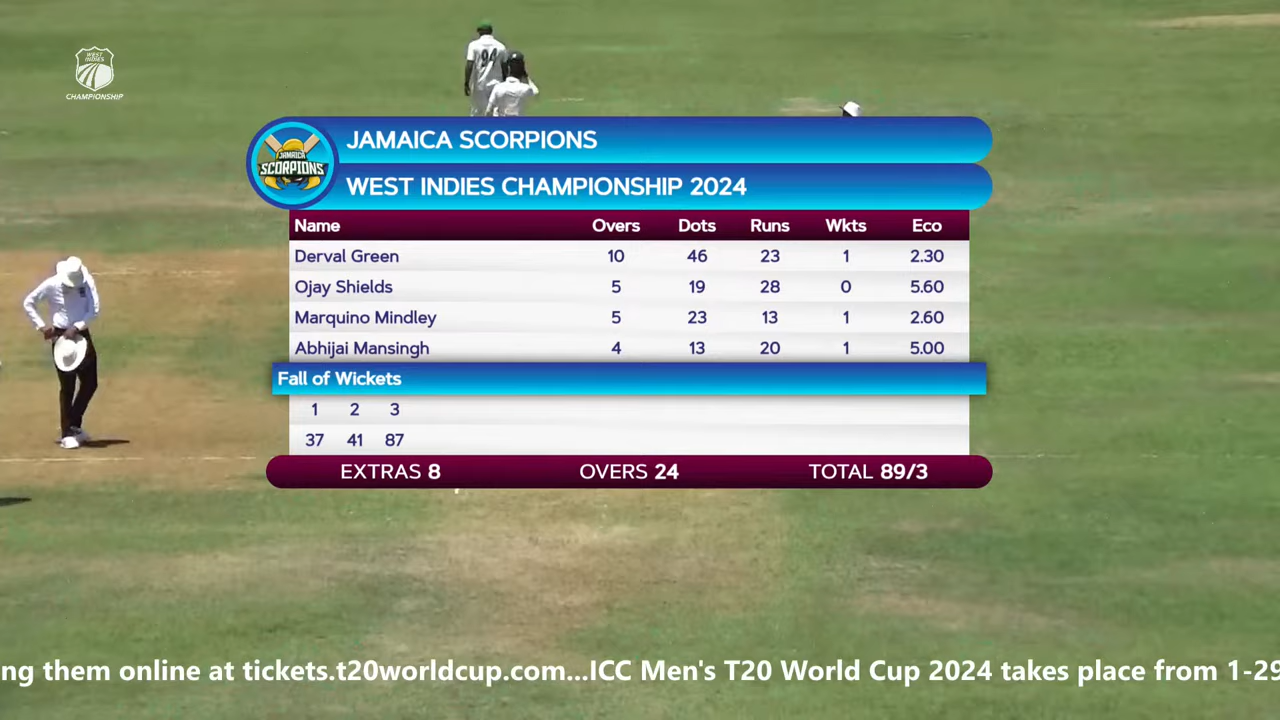 94
WEST INDIES
CHAMPIONSHIP
JAMAICA SCORPIONS
JAMAICA SCORPIONS
WEST INDIES CHAMPIONSHIP 2024
Name Overs Dots Runs Wkts Eco
Derval Green 10 46 23 1 2.30
Ojay Shields 5 19 28 0 5.60
Marquino Mindley 5 23 13 1 2.60
Abhijai Mansingh 4 13 20 1 5.00
Fall of Wickets
1 2 3
37 41 87
EXTRAS 8 OVERS 24 TOTAL 89/3
ng them online at tickets.t20worldcup.com...ICC Men's T20 World Cup 2024 takes place from 1-29